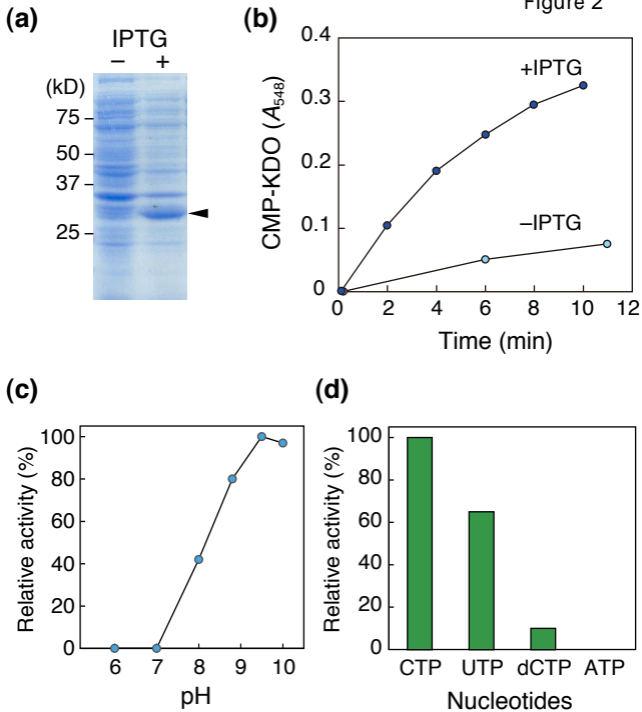 Figure 2
(a)
IPTG
– +
(kD)
75
50
37
25
(b)
CMP-KDO (A548)
0.4
0.3
0.2
0.1
0
+IPTG
–IPTG
0 2 4 6 8 10 12
Time (min)
(c)
Relative activity (%)
100
80
60
40
20
0
6 7 8 9 10
pH
(d)
Relative activity (%)
100
80
60
40
20
0
CTP UTP dCTP ATP
Nucleotides